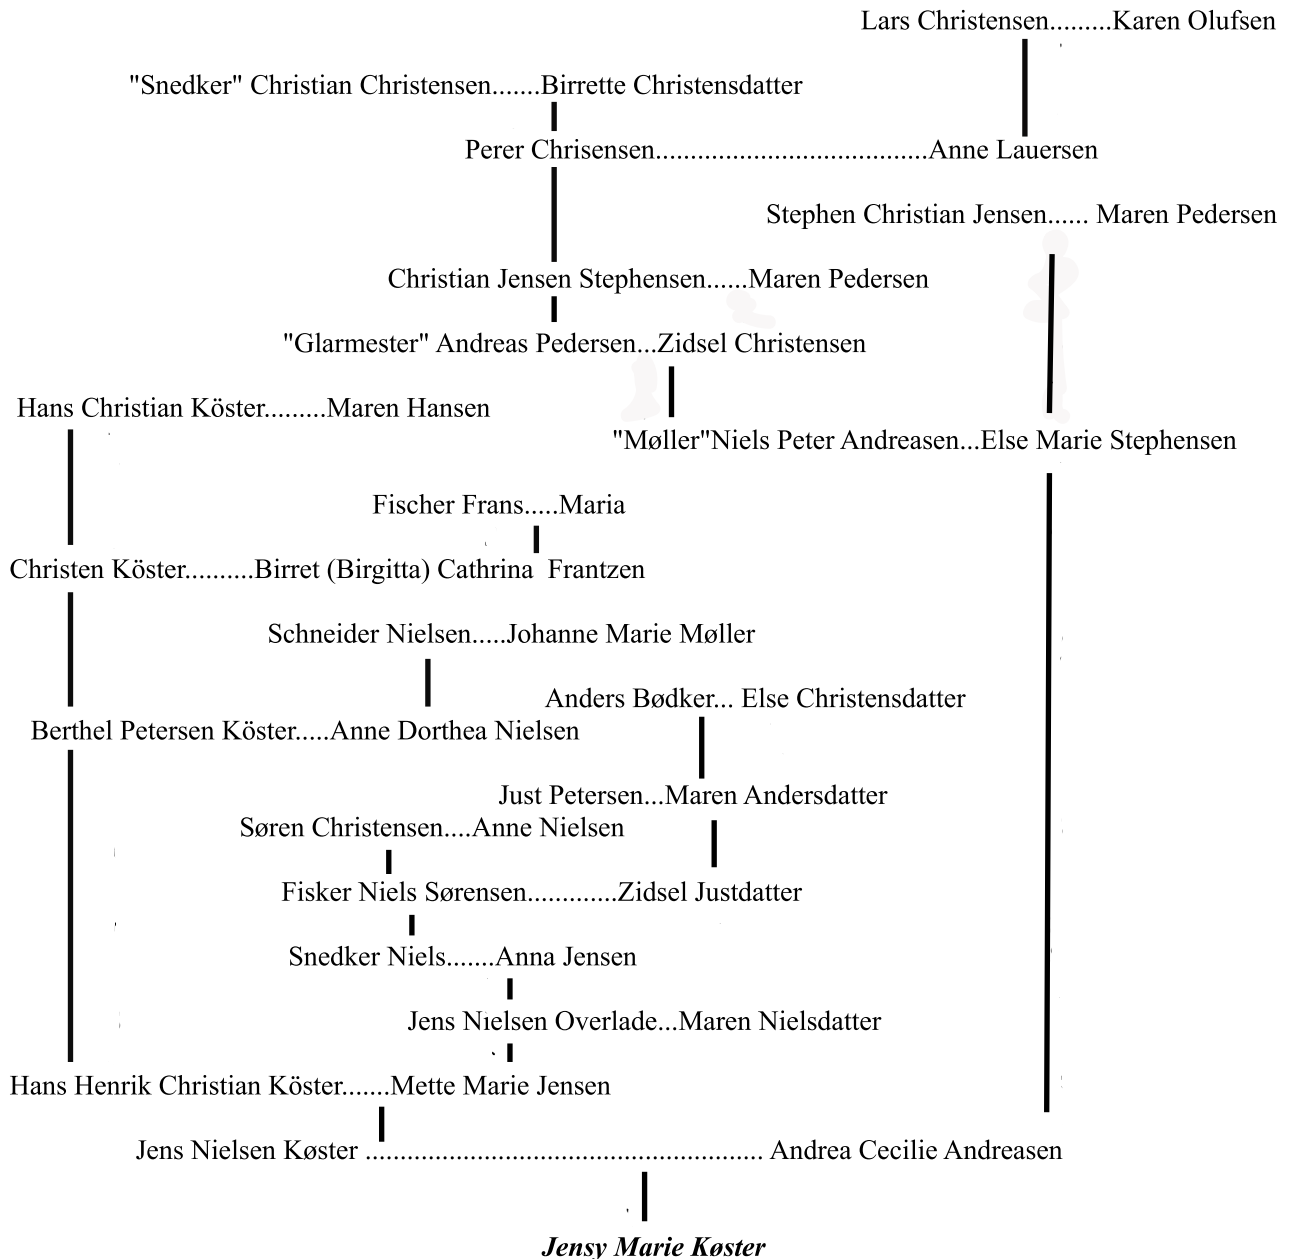 Lars Christensen.........Karen Olufsen
"Snedker" Christian Christensen.......Birrette Christensdatter
Perer Chrisensen.......................................Anne Lauersen
Stephen Christian Jensen...... Maren Pedersen
Christian Jensen Stephensen......Maren Pedersen
"Glarmester" Andreas Pedersen...Zidsel Christensen
Hans Christian Köster.........Maren Hansen
"Møller"Niels Peter Andreasen...Else Marie Stephensen
Fischer Frans.....Maria
Christen Köster..........Birret (Birgitta) Cathrina Frantzen
Schneider Nielsen.....Johanne Marie Møller
Anders Bødker... Else Christensdatter
Berthel Petersen Köster.....Anne Dorthea Nielsen
Just Petersen...Maren Andersdatter
Søren Christensen....Anne Nielsen
Fisker Niels Sørensen.............Zidsel Justdatter
Snedker Niels.......Anna Jensen
Jens Nielsen Overlade...Maren Nielsdatter
Hans Henrik Christian Köster.......Mette Marie Jensen
Jens Nielsen Køster ......................................................... Andrea Cecilie Andreasen
Jensy Marie Køster